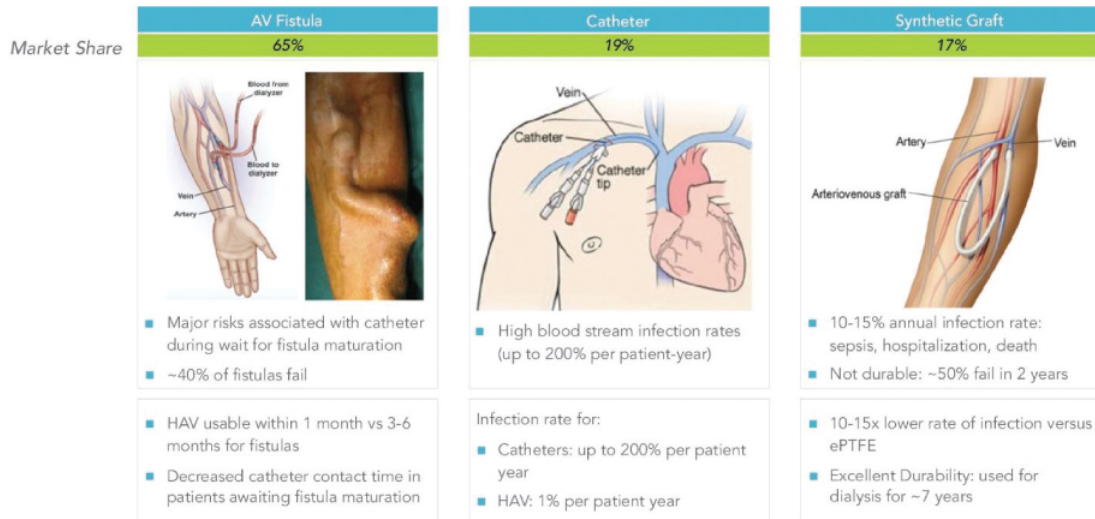 AV Fistula
Catheter
Synthetic Graft
Market Share
65%
19%
17%
Blood from
dialyzer
Blood to
dialyzer
Vein
Artery
Vein
Catheter
Catheter
tip
Artery
Vein
Arteriovenous graft
Major risks associated with catheter
during wait for fistula maturation
~40% of fistulas fail
High blood stream infection rates
(up to 200% per patient-year)
10-15% annual infection rate:
sepsis, hospitalization, death
Not durable: ~50% fail in 2 years
HAV usable within 1 month vs 3-6
months for fistulas
Decreased catheter contact time in
patients awaiting fistula maturation
Infection rate for:
Catheters: up to 200% per patient
year
HAV: 1% per patient year
10-15x lower rate of infection versus
ePTFE
Excellent Durability: used for
dialysis for ~7 years